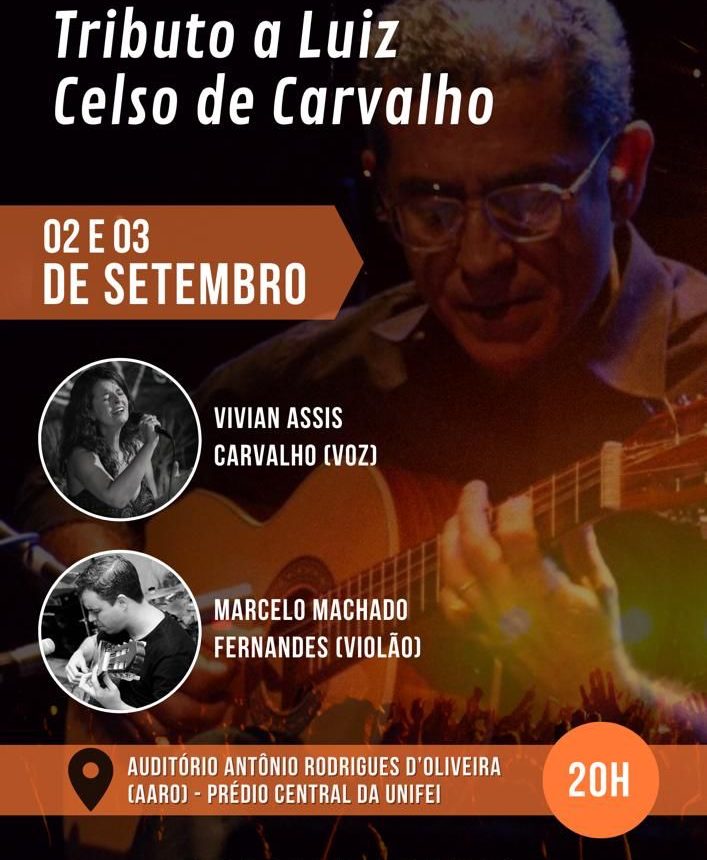 Tributo a Luiz
Celso de Carvalho
02 E 03
DE SETEMBRO
VIVIAN ASSIS
CARVALHO (VOZ)
MARCELO MACHADO
FERNANDES (VIOLÃO)
AUDITÓRIO ANTÔNIO RODRIGUES D'OLIVEIRA
(AARO) - PRÉDIO CENTRAL DA UNIFEI
20H